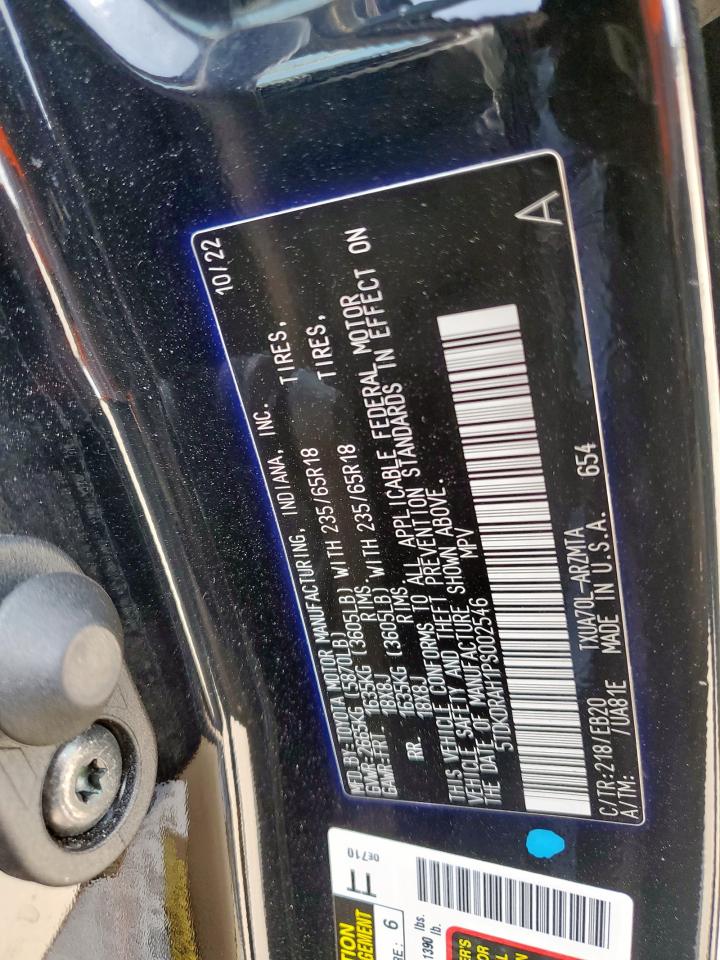 MFD.BY:TOYOTA MOTOR MANUFACTURING, INDIANA, INC. 10/22
GVWR-2665KG (5870LB)
GAWR-FRT. 1635KG (3605LB) WITH 235/65R18 TIRES,
18X8J RIMS
RR. 1635KG (3605LB) WITH 235/65R18 TIRES,
18X8J RIMS.
THIS VEHICLE CONFORMS TO ALL APPLICABLE FEDERAL MOTOR
VEHICLE SAFETY AND THEFT PREVENTION STANDARDS IN EFFECT ON
THE DATE OF MANUFACTURE SHOWN ABOVE.
5TDKDRAH1PS002546 MPV
C/TR:218/EB20 TXUA70L-ARZMTA 654
A/TM: /UA81E MADE IN U.S.A. A
0E710
RE: 6
1390 lbs.
lb.